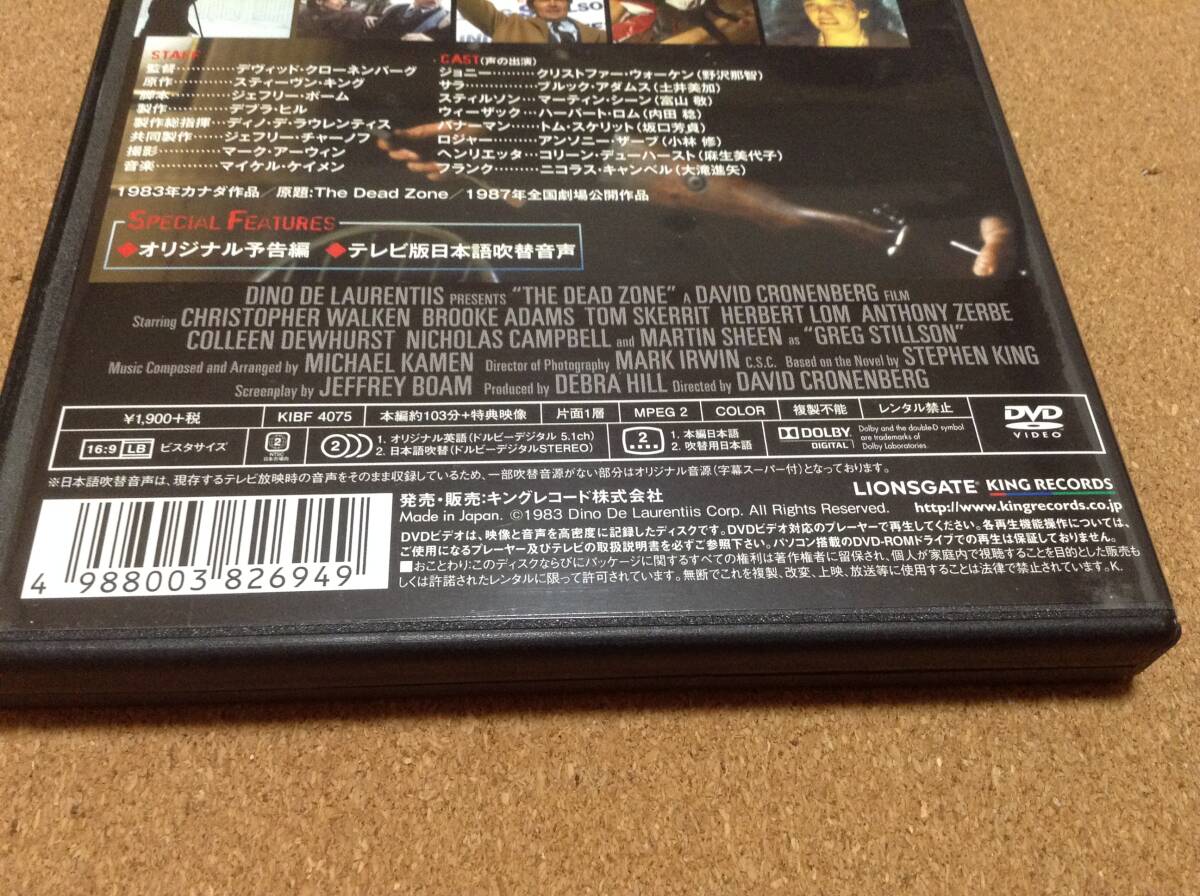 STAFF
監督…………デヴィッド・クローネンバーグ
原作…………スティーヴン・キング
脚本…………ジェフリー・ボーム
製作…………デブラ・ヒル
製作総指揮……ディノ・デ・ラウレンティス
共同製作………ジェフリー・チャーノフ
撮影…………マーク・アーウィン
音楽…………マイケル・ケイメン
CAST(声の出演)
ジョニー………クリストファー・ウォーケン(野沢那智)
サラ…………ブルック・アダムス(土井美加)
スティルソン……マーティン・シーン(富山 敬)
ウィーザック……ハーバート・ロム(内田 稔)
バナーマン………トム・スケリット(坂口芳貞)
ロジャー…………アンソニー・ザーブ(小林 修)
ヘンリエッタ……コリーン・デューハースト(麻生美代子)
フランク…………ニコラス・キャンベル(大滝進矢)
1983年カナダ作品/原題:The Dead Zone/1987年全国劇場公開作品
SPECIAL FEATURES
◆オリジナル予告編 ◆テレビ版日本語吹替音声
DINO DE LAURENTIIS PRESENTS "THE DEAD ZONE" A DAVID CRONENBERG FILM
Starring CHRISTOPHER WALKEN BROOKE ADAMS TOM SKERRIT HERBERT LOM ANTHONY ZERBE
COLLEEN DEWHURST NICHOLAS CAMPBELL and MARTIN SHEEN as "GREG STILLSON"
Music Composed and Arranged by MICHAEL KAMEN Director of Photography MARK IRWIN C.S.C. Based on the Novel by STEPHEN KING
Screenplay by JEFFREY BOAM Produced by DEBRA HILL Directed by DAVID CRONENBERG
¥1,900+税 KIBF 4075 本編約103分+特典映像 片面1層 MPEG 2 COLOR 複製不能 レンタル禁止 DVD VIDEO
16:9 LB ビスタサイズ 2 NTSC 日本市場向 2 1. オリジナル英語(ドルビーデジタル 5.1ch) 2 1. 本編日本語 DOLBY DIGITAL Dolby and the double-D symbol are trademarks of Dolby Laboratories.
2. 日本語吹替(ドルビーデジタルSTEREO) 2. 吹替用日本語
※日本語吹替音声は、現存するテレビ放映時の音声をそのまま収録しているため、一部吹替音源がない部分はオリジナル音源(字幕スーパー付)となっております。
発売・販売:キングレコード株式会社
LIONSGATE KING RECORDS
Made in Japan. ©1983 Dino De Laurentiis Corp. All Rights Reserved. http://www.kingrecords.co.jp
DVDビデオは、映像と音声を高密度に記録したディスクです。DVDビデオ対応のプレーヤーで再生してください。各再生機能操作については、
ご使用になるプレーヤー及びテレビの取扱説明書を必ずご参照下さい。パソコン搭載のDVD-ROMドライブでの再生は保証しておりません。
■おことわり:このディスクならびにパッケージに関するすべての権利は著作権者に留保され、個人が家庭内で視聴することを目的とした販売も
しくは許諾されたレンタルに限って許可されています。無断でこれを複製、改変、上映、放送等に使用することは法律で禁止されています。K.
4 988003 826949